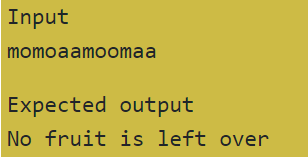 Input
momoaamoomaa
Expected output
No fruit is left over